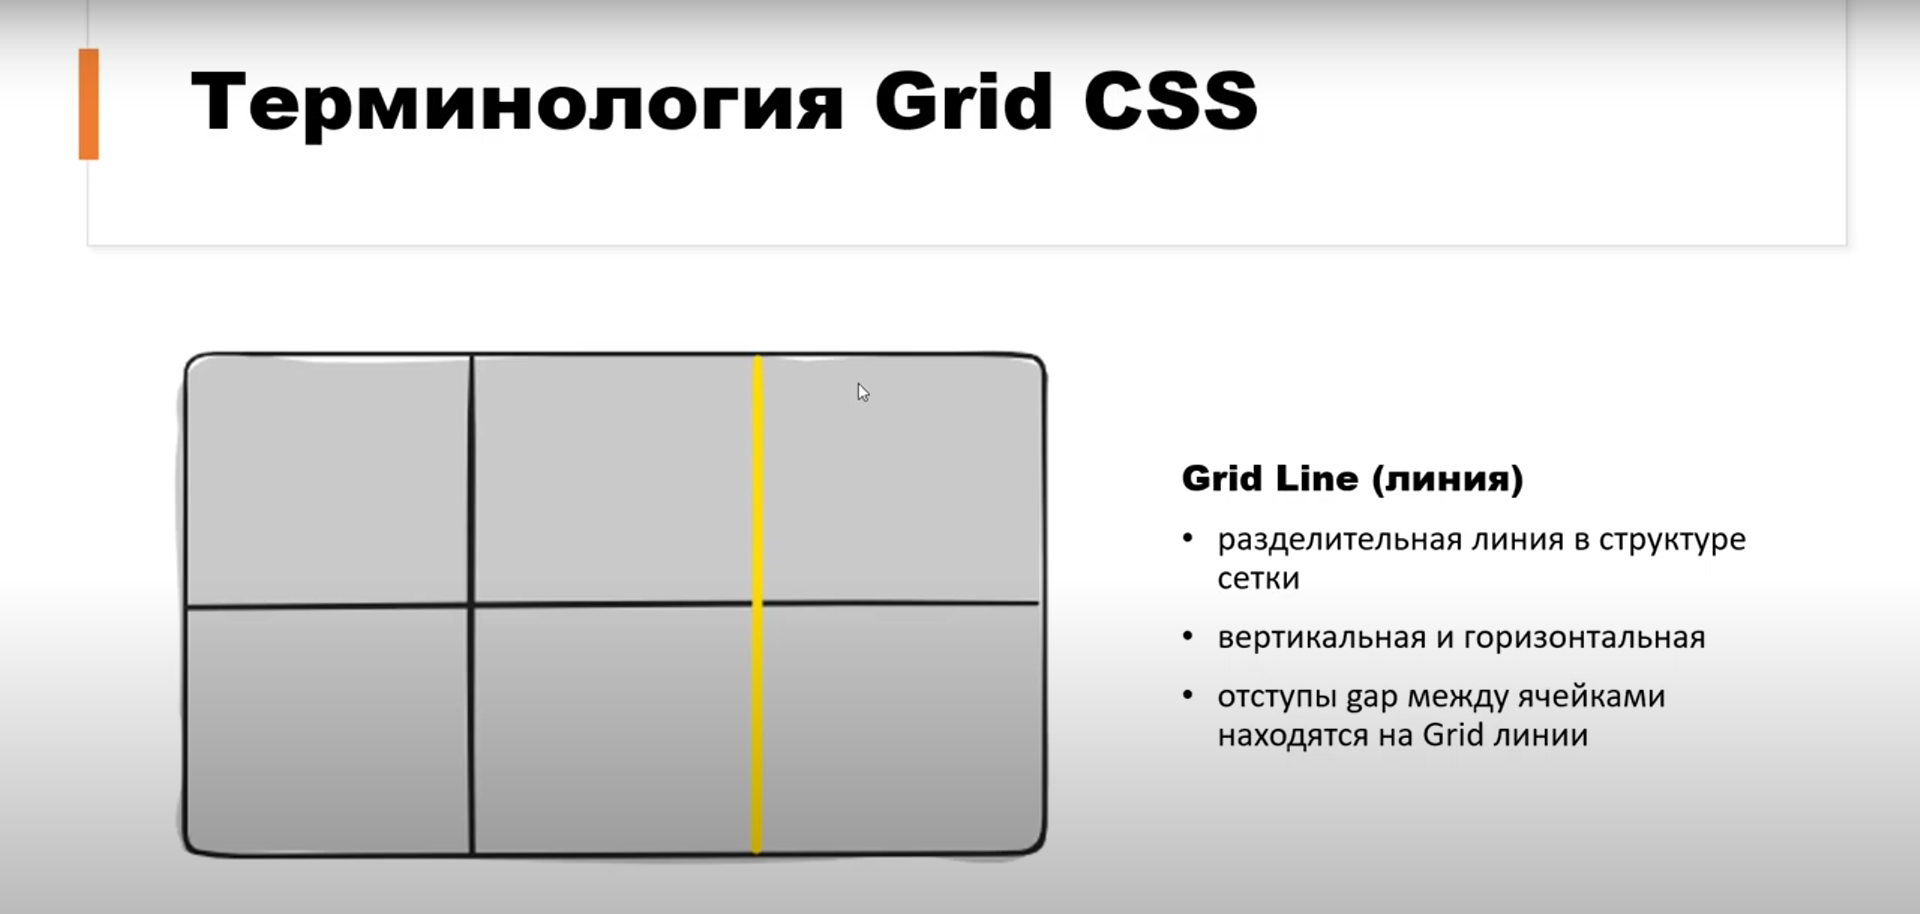 Терминология Grid CSS
Grid Line (линия)
• разделительная линия в структуре
сетки
• вертикальная и горизонтальная
• отступы gap между ячейками
находятся на Grid линии